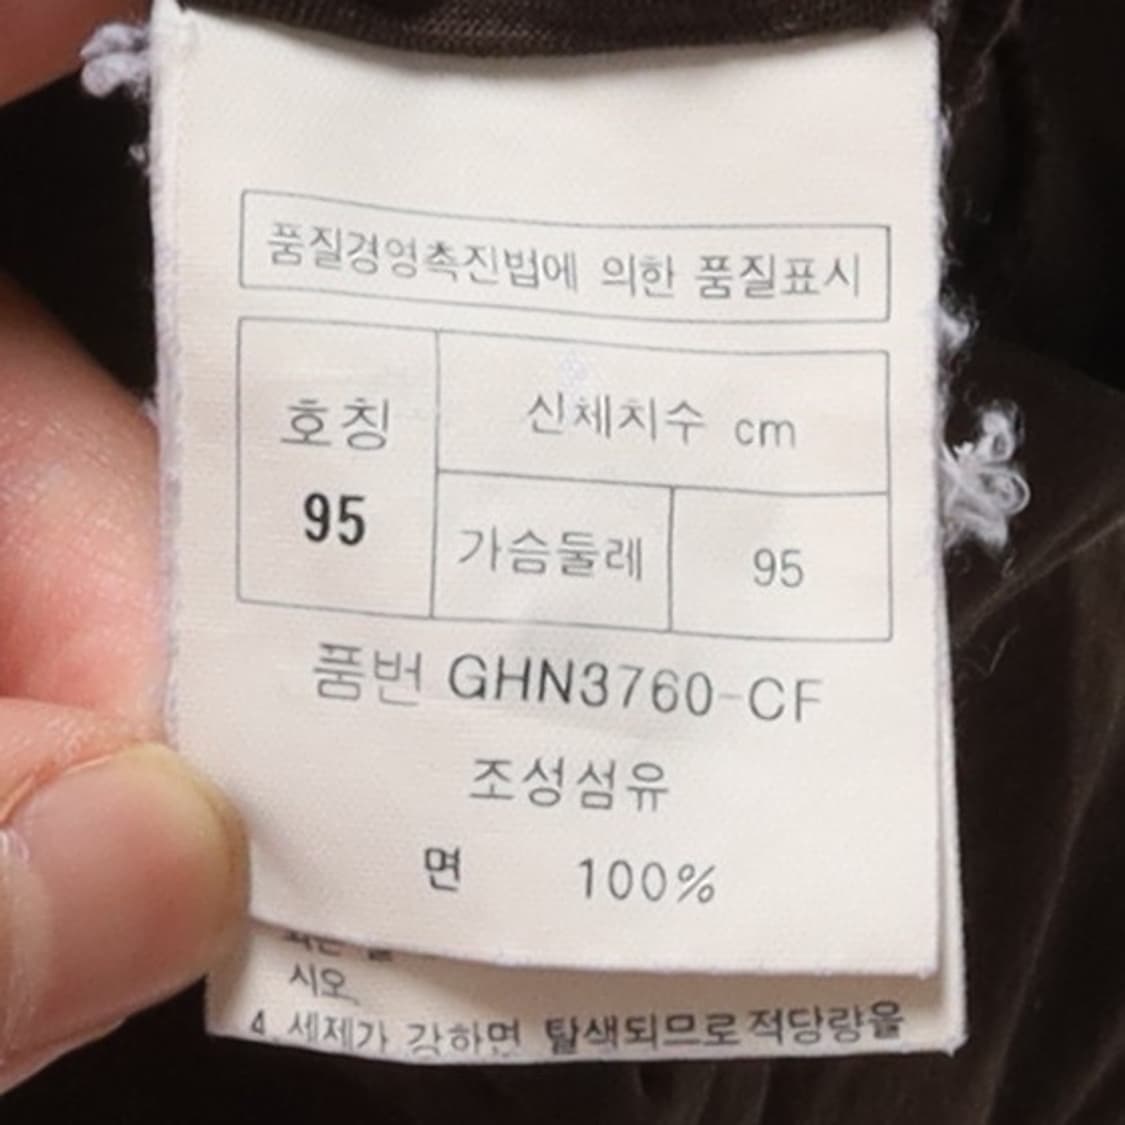 품질경영촉진법에 의한 품질표시
호칭
95
신체치수 cm
가슴둘레 95
품번 GHN3760-CF
조성섬유
면 100%
시오
4. 세제가 강하면 탈색되므로 적당량을